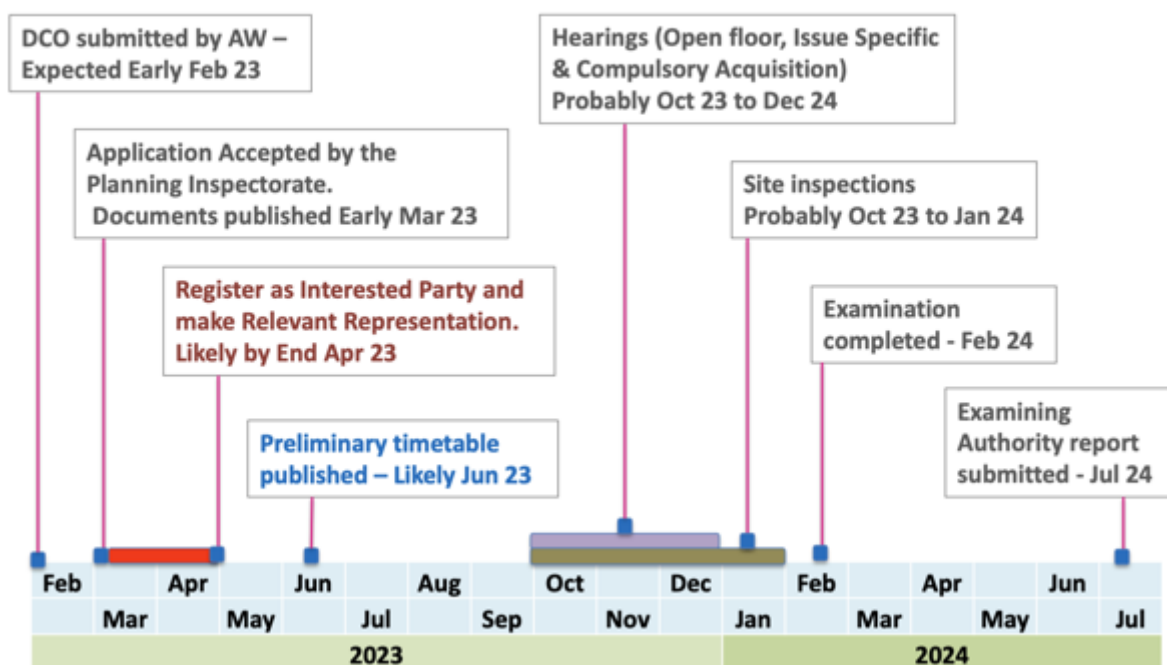 DCO submitted by AW –
Expected Early Feb 23
Hearings (Open floor, Issue Specific
& Compulsory Acquisition)
Probably Oct 23 to Dec 24
Application Accepted by the
Planning Inspectorate.
Documents published Early Mar 23
Site inspections
Probably Oct 23 to Jan 24
Register as Interested Party and
make Relevant Representation.
Likely by End Apr 23
Examination
completed - Feb 24
Preliminary timetable
published – Likely Jun 23
Examining
Authority report
submitted - Jul 24
Feb Apr Jun Aug Oct Dec Feb Apr Jun
Mar May Jul Sep Nov Jan Mar May Jul
2023 2024